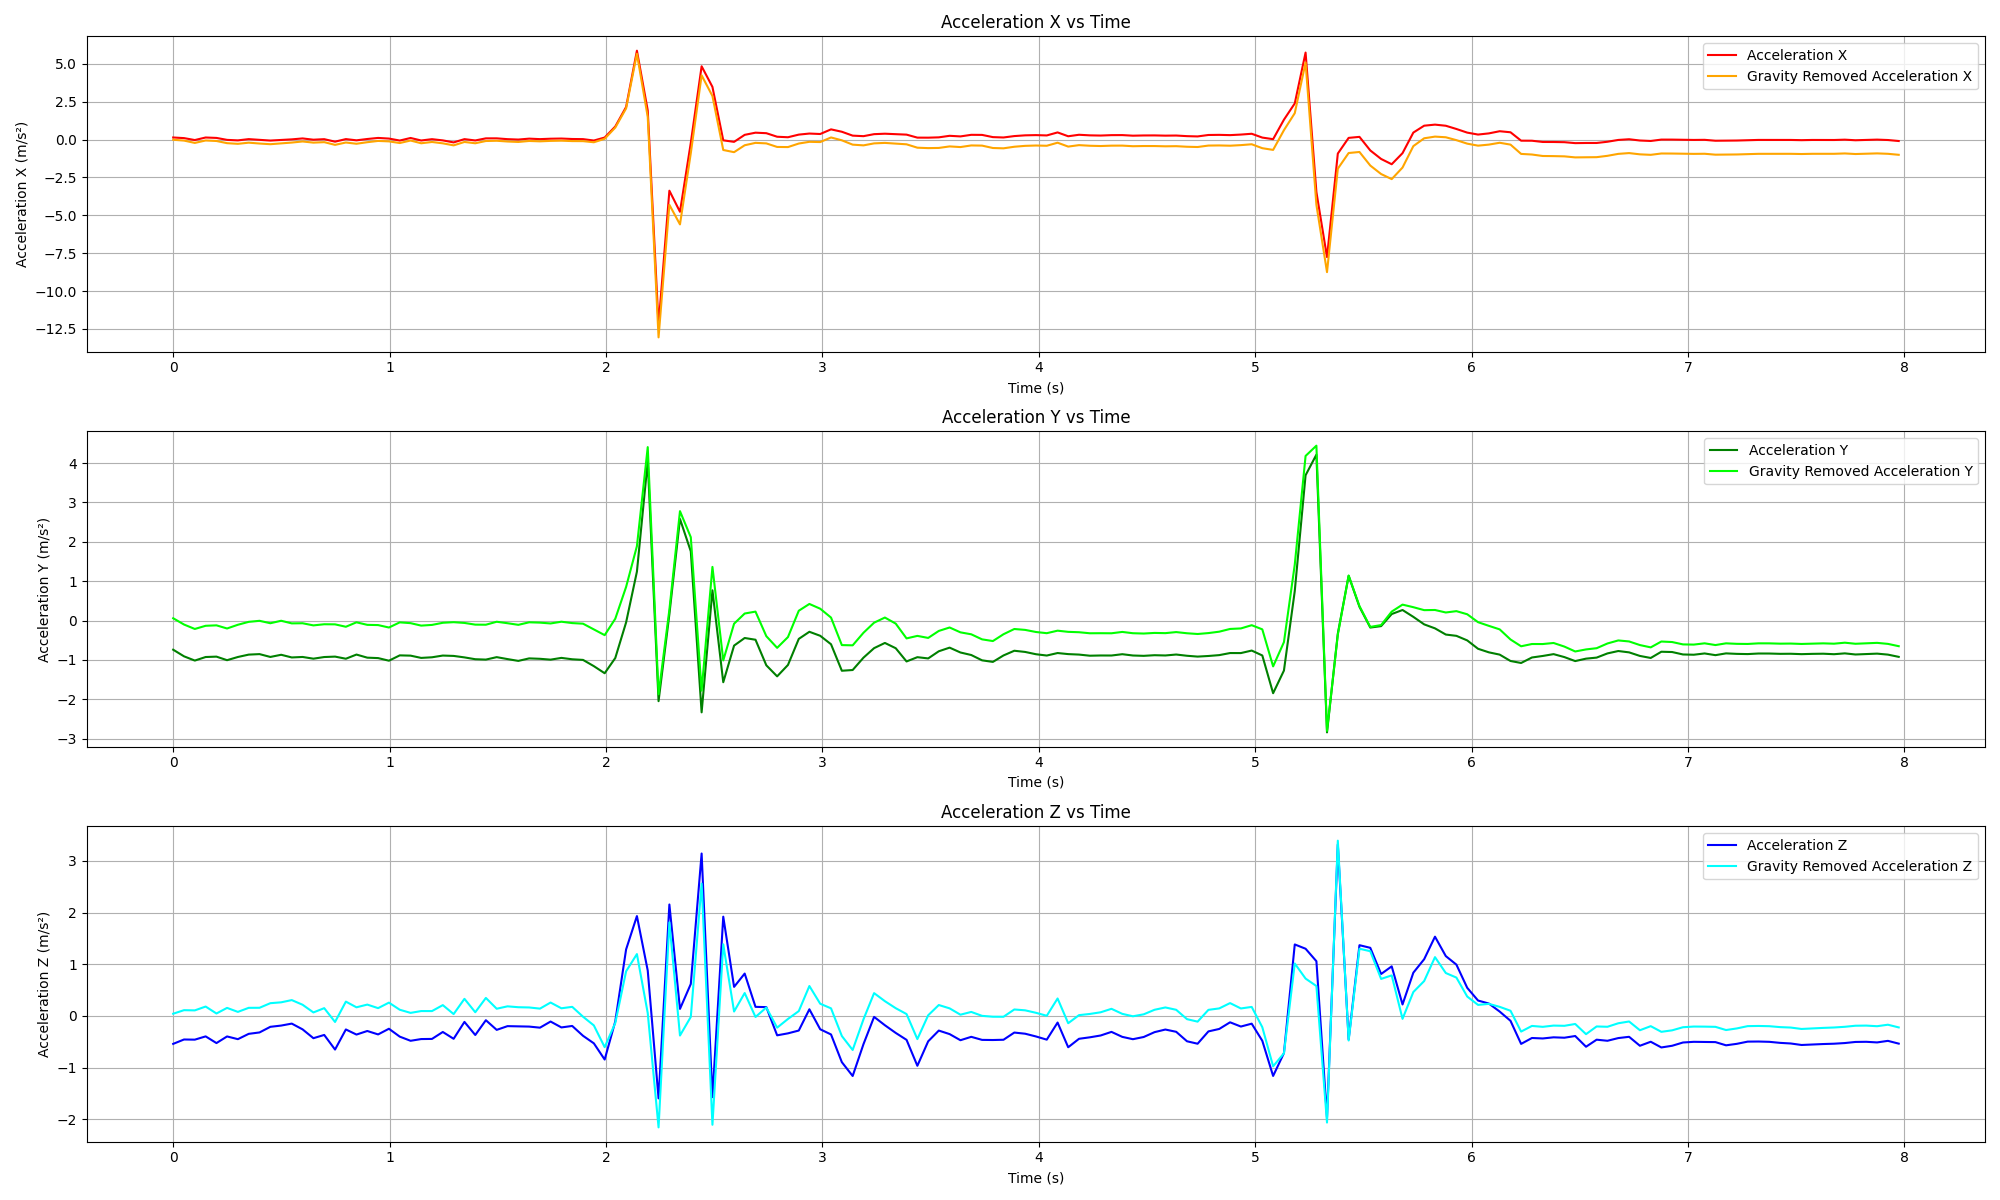 Acceleration X vs Time
Acceleration X (m/s²)
5.0
2.5
0.0
−2.5
−5.0
−7.5
−10.0
−12.5
Acceleration X
Gravity Removed Acceleration X
0 1 2 3 4 5 6 7 8
Time (s)
Acceleration Y vs Time
Acceleration Y (m/s²)
4
3
2
1
0
−1
−2
−3
Acceleration Y
Gravity Removed Acceleration Y
0 1 2 3 4 5 6 7 8
Time (s)
Acceleration Z vs Time
Acceleration Z (m/s²)
3
2
1
0
−1
−2
Acceleration Z
Gravity Removed Acceleration Z
0 1 2 3 4 5 6 7 8
Time (s)